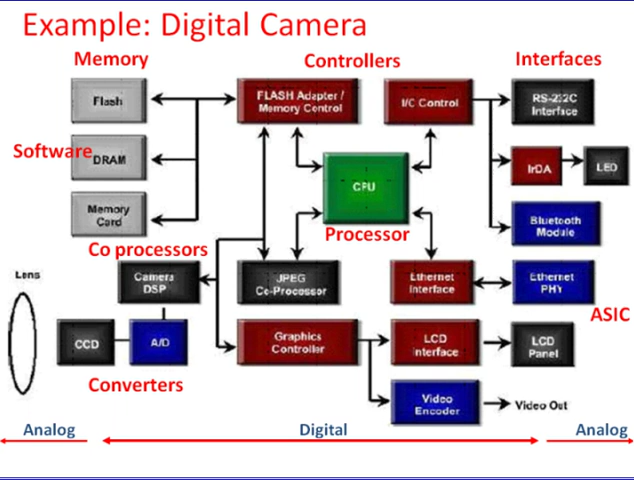 Example: Digital Camera
Memory
Controllers
Interfaces
Flash
FLASH Adapter /
Memory Control
I/C Control
RS-232C
Interface
Software
DRAM
CPU
IrDA
LED
Memory
Card
Processor
Bluetooth
Module
Co processors
Lens
Camera
DSP
JPEG
Co-Processor
Ethernet
Interface
Ethernet
PHY
ASIC
CCD
A/D
Graphics
Controller
LCD
Interface
LCD
Panel
Converters
Video
Encoder
Video Out
Analog
Digital
Analog